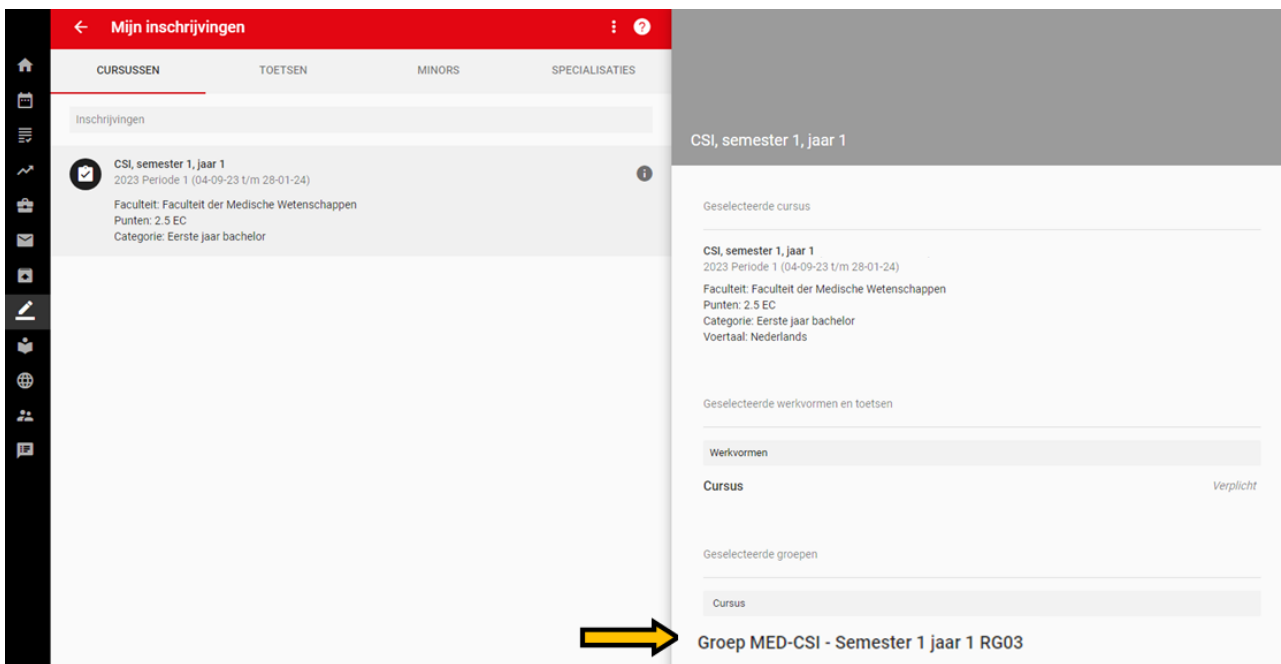 Mijn inschrijvingen
CURSUSSEN TOETSEN MINORS SPECIALISATIES
Inschrijvingen
CSI, semester 1, jaar 1
2023 Periode 1 (04-09-23 t/m 28-01-24)
Faculteit: Faculteit der Medische Wetenschappen
Punten: 2.5 EC
Categorie: Eerste jaar bachelor
CSI, semester 1, jaar 1
Geselecteerde cursus
CSI, semester 1, jaar 1
2023 Periode 1 (04-09-23 t/m 28-01-24)
Faculteit: Faculteit der Medische Wetenschappen
Punten: 2.5 EC
Categorie: Eerste jaar bachelor
Voertaal: Nederlands
Geselecteerde werkvormen en toetsen
Werkvormen
Cursus Verplicht
Geselecteerde groepen
Cursus
Groep MED-CSI - Semester 1 jaar 1 RG03